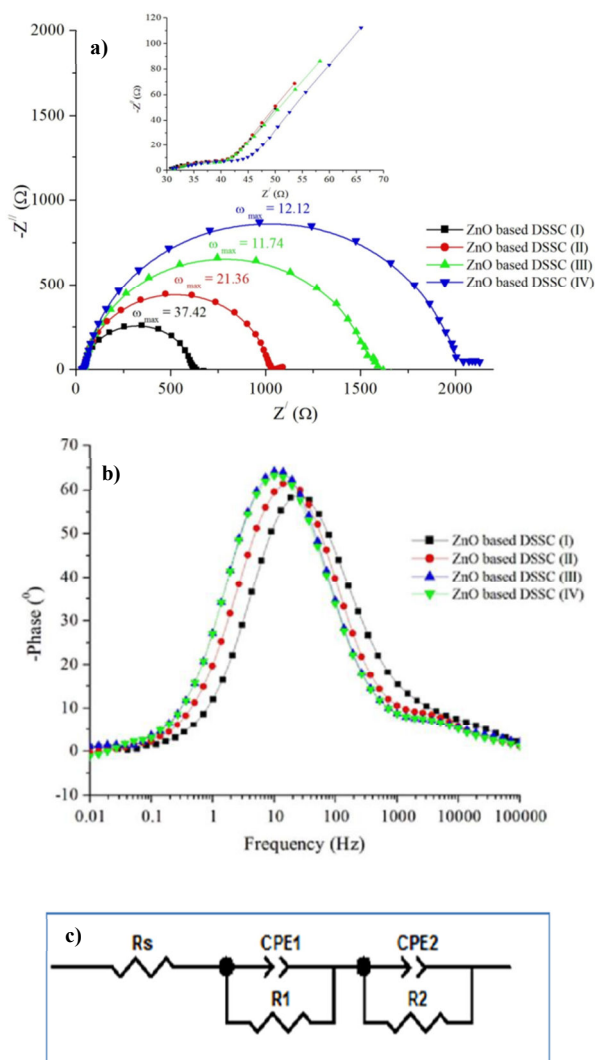 a)
-Z// (Ω)
2000
1500
1000
500
0
0 500 1000 1500 2000
Z/ (Ω)
-Z/ (Ω)
120
100
80
60
40
20
0
30 35 40 45 50 55 60 65 70
Z/ (Ω)
ω max = 12.12
ω max = 11.74
ω max = 21.36
ω max = 37.42
ZnO based DSSC (I)
ZnO based DSSC (II)
ZnO based DSSC (III)
ZnO based DSSC (IV)
b)
-Phase (⁰)
70
60
50
40
30
20
10
0
-10
0.01 0.1 1 10 100 1000 10000 100000
Frequency (Hz)
ZnO based DSSC (I)
ZnO based DSSC (II)
ZnO based DSSC (III)
ZnO based DSSC (IV)
c)
Rs CPE1 CPE2
R1 R2